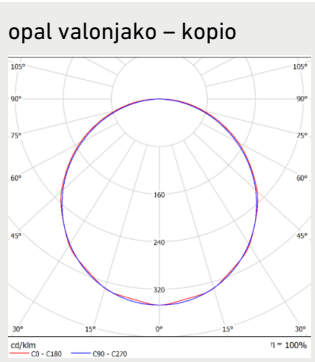 opal valonjako – kopio
105° 105°
90° 90°
75° 75°
60° 60°
160
45° 45°
240
320
30° 15° 0° 15° 30°
cd/klm η = 100%
C0 - C180 C90 - C270